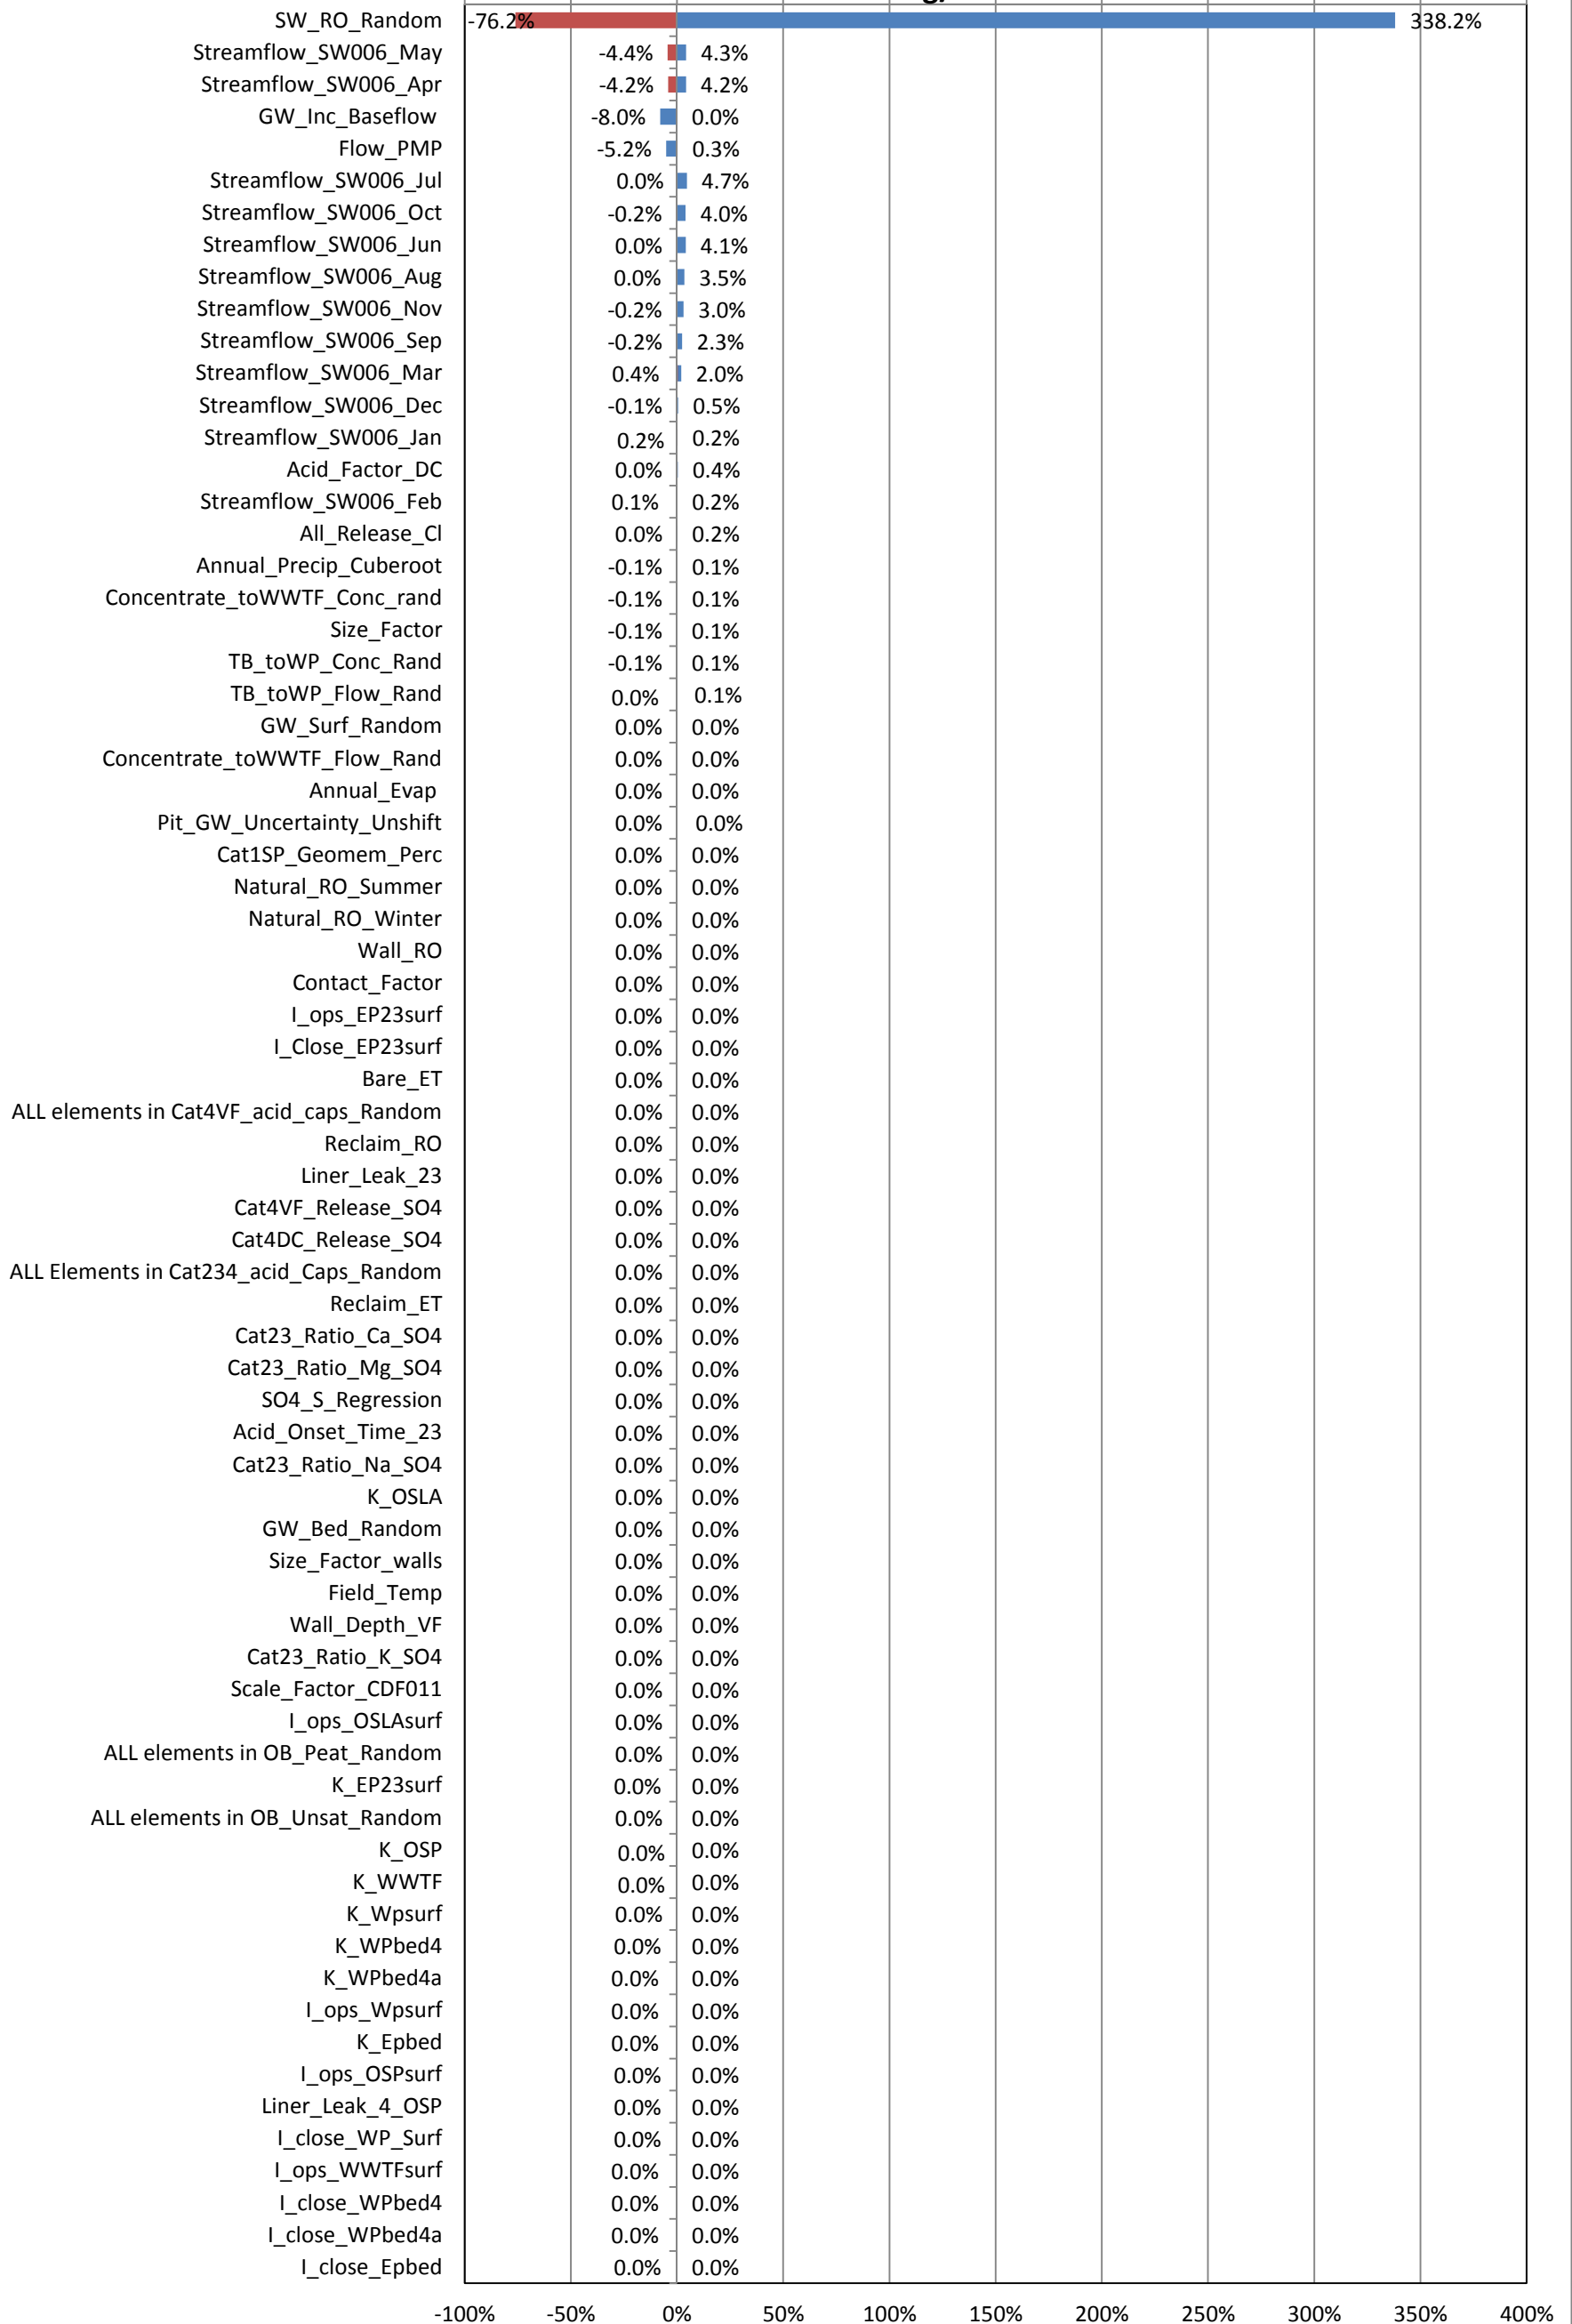 SW_RO_Random -76.2% 338.2%
Streamflow_SW006_May -4.4% 4.3%
Streamflow_SW006_Apr -4.2% 4.2%
GW_Inc_Baseflow -8.0% 0.0%
Flow_PMP -5.2% 0.3%
Streamflow_SW006_Jul 0.0% 4.7%
Streamflow_SW006_Oct -0.2% 4.0%
Streamflow_SW006_Jun 0.0% 4.1%
Streamflow_SW006_Aug 0.0% 3.5%
Streamflow_SW006_Nov -0.2% 3.0%
Streamflow_SW006_Sep -0.2% 2.3%
Streamflow_SW006_Mar 0.4% 2.0%
Streamflow_SW006_Dec -0.1% 0.5%
Streamflow_SW006_Jan 0.2% 0.2%
Acid_Factor_DC 0.0% 0.4%
Streamflow_SW006_Feb 0.1% 0.2%
All_Release_Cl 0.0% 0.2%
Annual_Precip_Cuberoot -0.1% 0.1%
Concentrate_toWWTF_Conc_rand -0.1% 0.1%
Size_Factor -0.1% 0.1%
TB_toWP_Conc_Rand -0.1% 0.1%
TB_toWP_Flow_Rand 0.0% 0.1%
GW_Surf_Random 0.0% 0.0%
Concentrate_toWWTF_Flow_Rand 0.0% 0.0%
Annual_Evap 0.0% 0.0%
Pit_GW_Uncertainty_Unshift 0.0% 0.0%
Cat1SP_Geomem_Perc 0.0% 0.0%
Natural_RO_Summer 0.0% 0.0%
Natural_RO_Winter 0.0% 0.0%
Wall_RO 0.0% 0.0%
Contact_Factor 0.0% 0.0%
I_ops_EP23surf 0.0% 0.0%
I_Close_EP23surf 0.0% 0.0%
Bare_ET 0.0% 0.0%
ALL elements in Cat4VF_acid_caps_Random 0.0% 0.0%
Reclaim_RO 0.0% 0.0%
Liner_Leak_23 0.0% 0.0%
Cat4VF_Release_SO4 0.0% 0.0%
Cat4DC_Release_SO4 0.0% 0.0%
ALL Elements in Cat234_acid_Caps_Random 0.0% 0.0%
Reclaim_ET 0.0% 0.0%
Cat23_Ratio_Ca_SO4 0.0% 0.0%
Cat23_Ratio_Mg_SO4 0.0% 0.0%
SO4_S_Regression 0.0% 0.0%
Acid_Onset_Time_23 0.0% 0.0%
Cat23_Ratio_Na_SO4 0.0% 0.0%
K_OSLA 0.0% 0.0%
GW_Bed_Random 0.0% 0.0%
Size_Factor_walls 0.0% 0.0%
Field_Temp 0.0% 0.0%
Wall_Depth_VF 0.0% 0.0%
Cat23_Ratio_K_SO4 0.0% 0.0%
Scale_Factor_CDF011 0.0% 0.0%
I_ops_OSLAsurf 0.0% 0.0%
ALL elements in OB_Peat_Random 0.0% 0.0%
K_EP23surf 0.0% 0.0%
ALL elements in OB_Unsat_Random 0.0% 0.0%
K_OSP 0.0% 0.0%
K_WWTF 0.0% 0.0%
K_Wpsurf 0.0% 0.0%
K_WPbed4 0.0% 0.0%
K_WPbed4a 0.0% 0.0%
I_ops_Wpsurf 0.0% 0.0%
K_Epbed 0.0% 0.0%
I_ops_OSPsurf 0.0% 0.0%
Liner_Leak_4_OSP 0.0% 0.0%
I_close_WP_Surf 0.0% 0.0%
I_ops_WWTFsurf 0.0% 0.0%
I_close_WPbed4 0.0% 0.0%
I_close_WPbed4a 0.0% 0.0%
I_close_Epbed 0.0% 0.0%
-100% -50% 0% 50% 100% 150% 200% 250% 300% 350% 400%